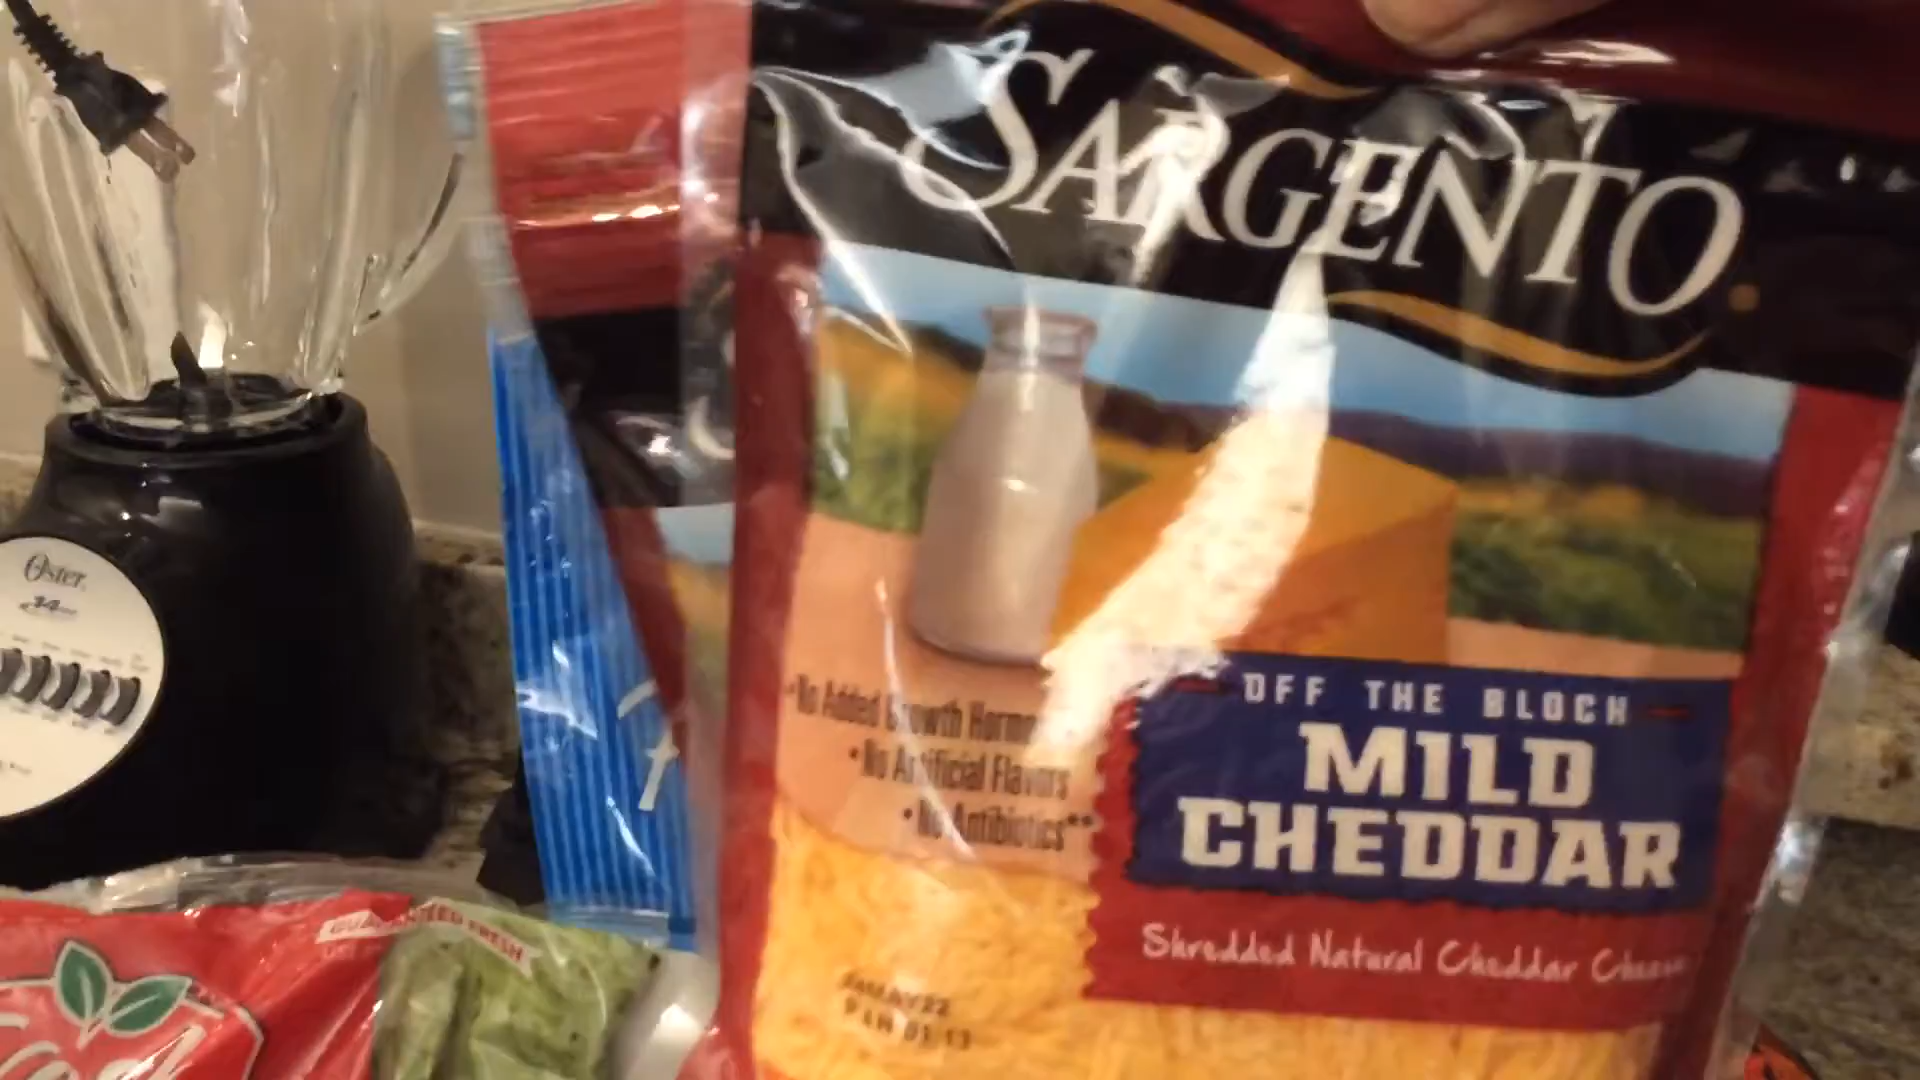 SARGENTO
OFF THE BLOCK
MILD
CHEDDAR
Shredded Natural Cheddar Cheese
•No Added Growth Hormo
•No Artificial Flavors
•No Antibiotics**
Oster
GUARANTEED FRESH